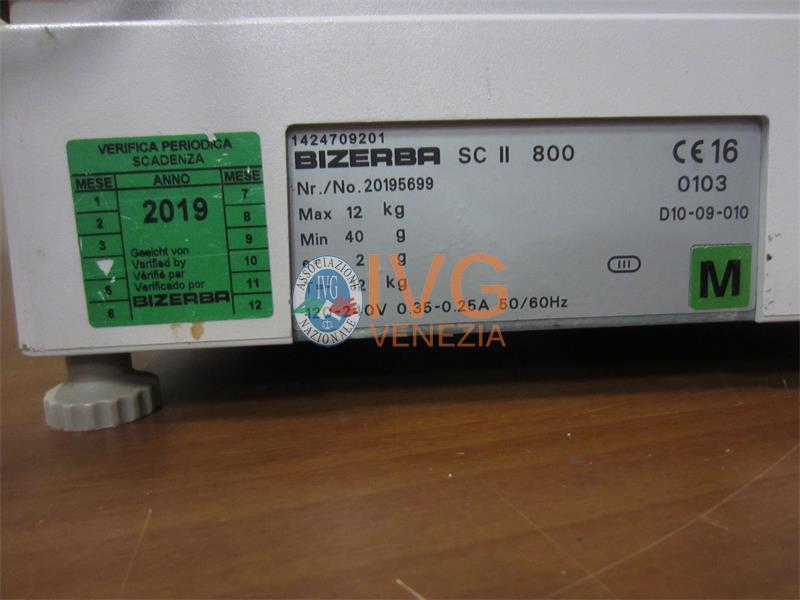 VERIFICA PERIODICA
SCADENZA
MESE ANNO MESE
1 2 3 5 6
2019
7 8 9 10 11 12
Geeicht von
Verified by
Vérifié par
Verificado por
BIZERBA
1424709201
BIZERBA SC II 800
Nr./No. 20195699
Max 12 kg
Min 40 g
e 2 g
kg
V 0.35-0.25A 50/60Hz
CE 16
0103
D10-09-010
III
M
ASSOCIAZIONE
IVG
NAZIONALE
IVG
VENEZIA